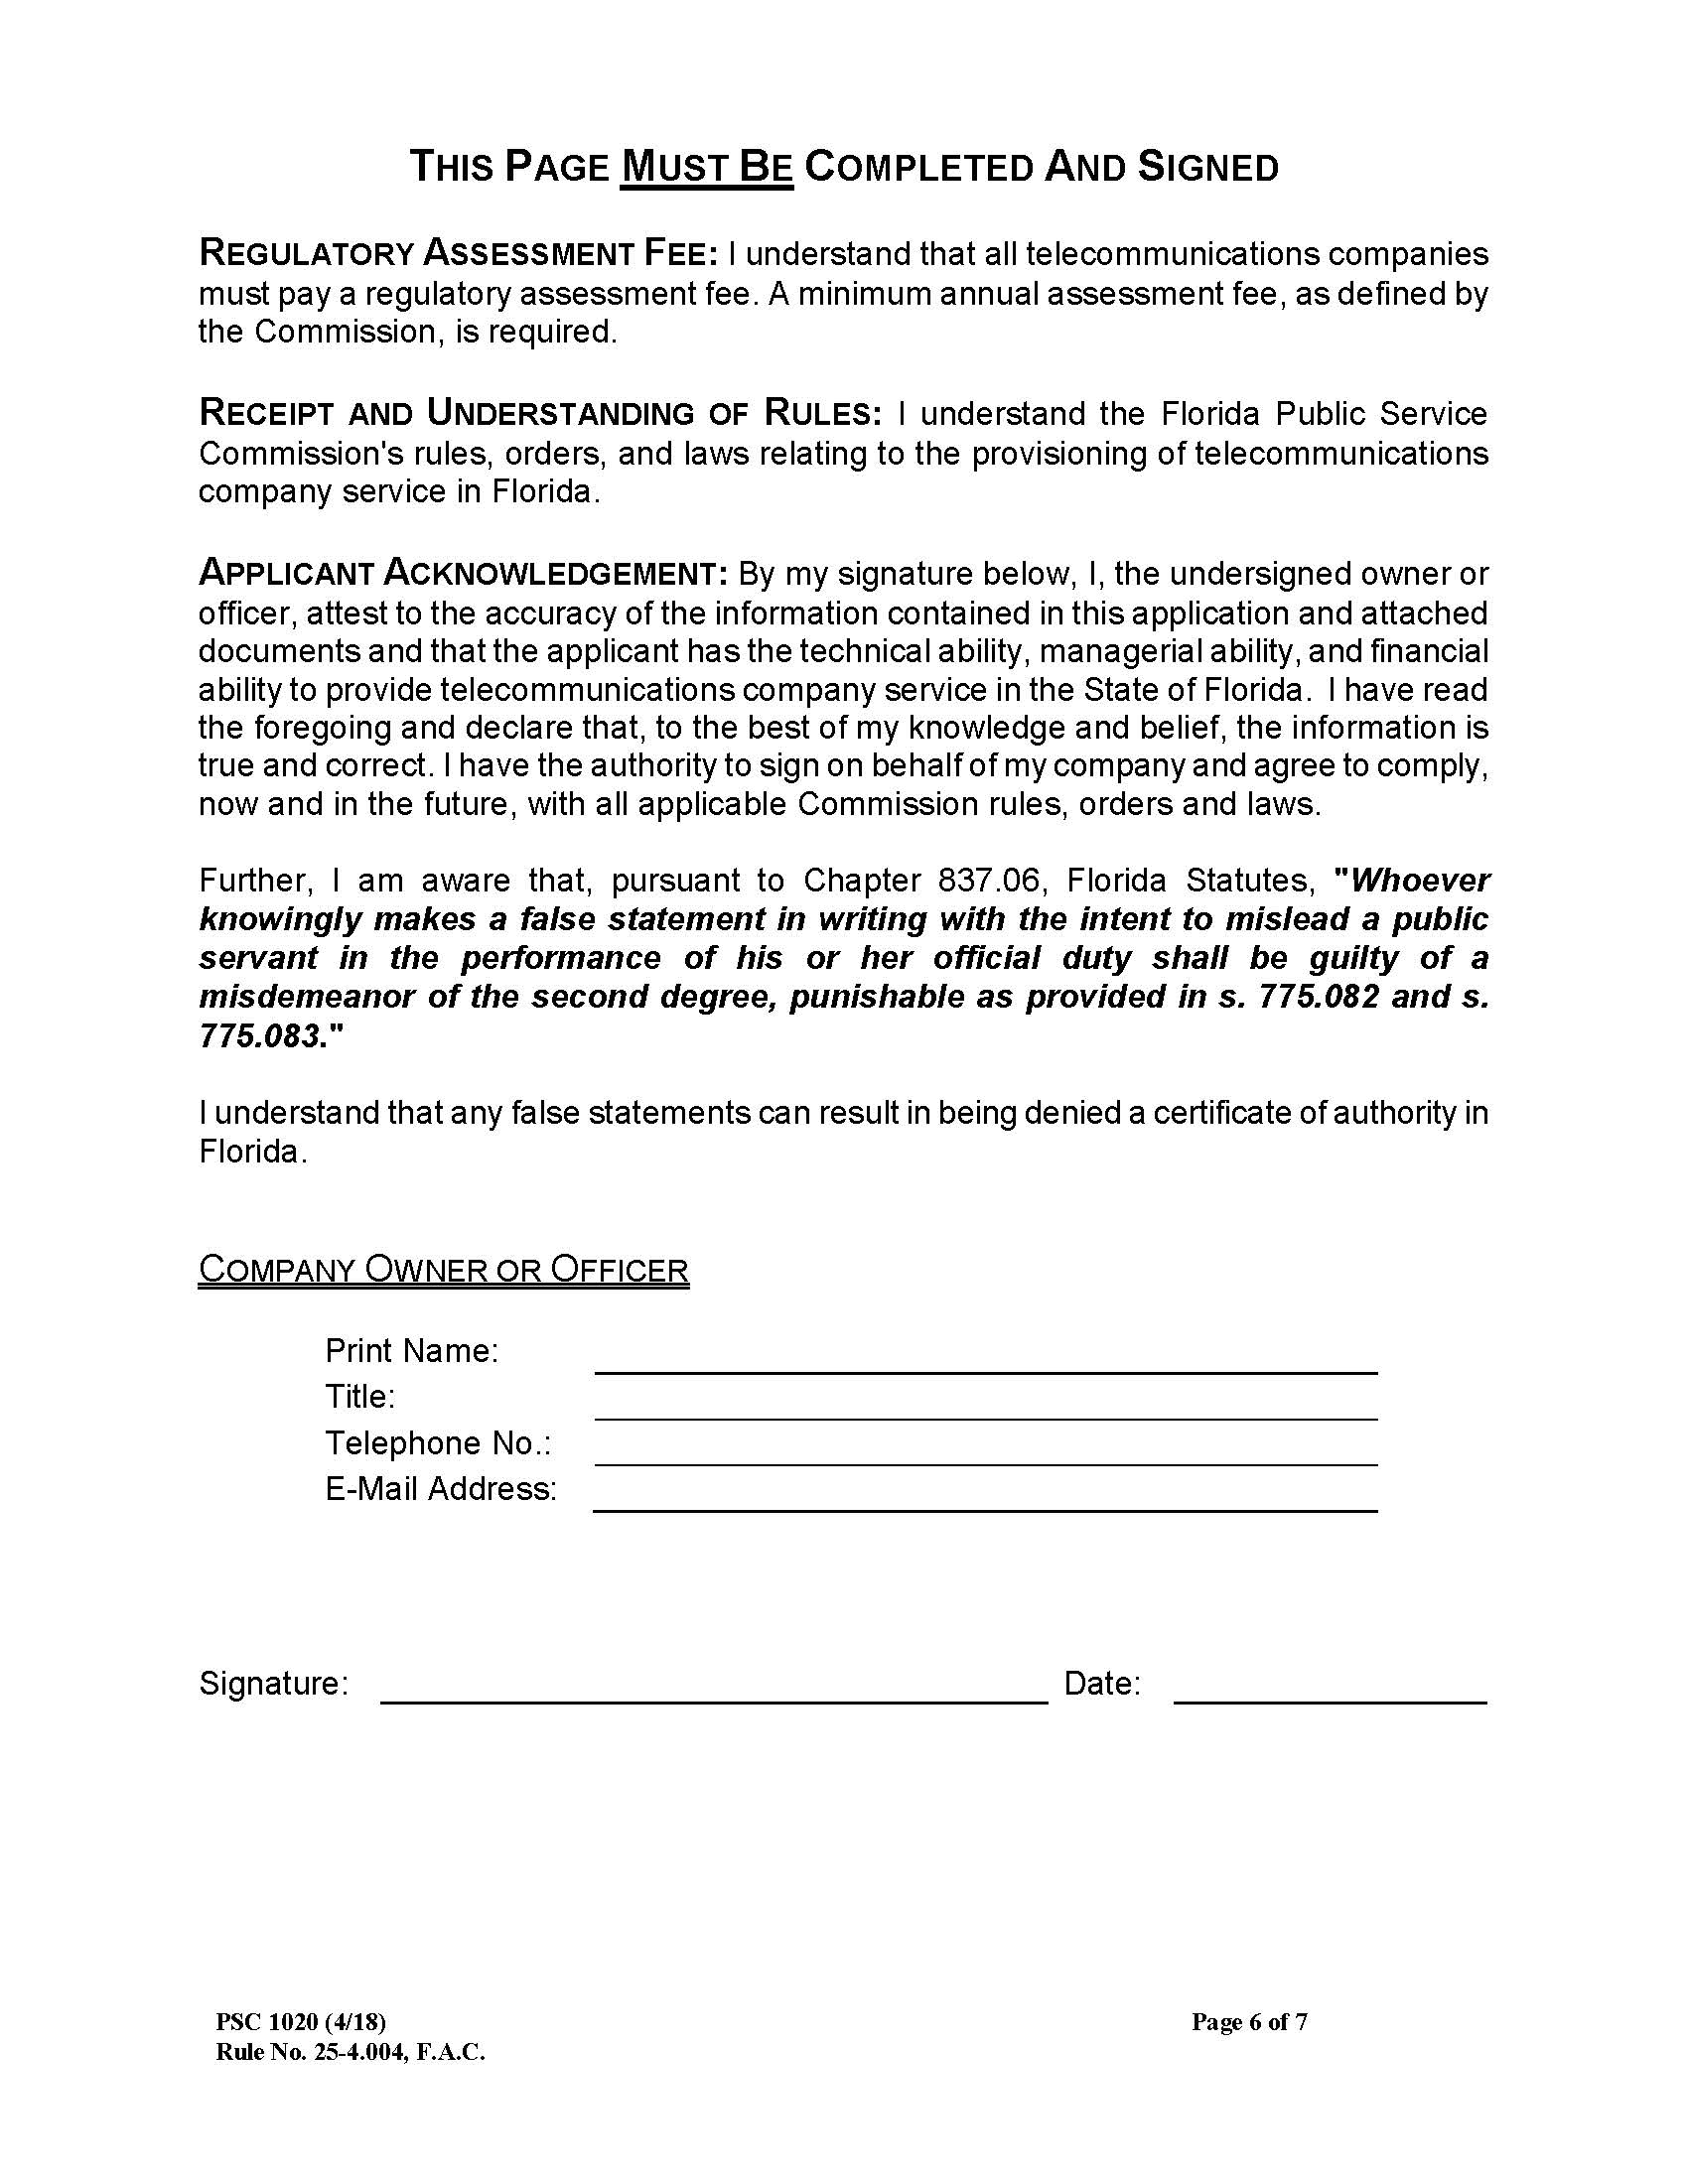 THIS PAGE MUST BE COMPLETED AND SIGNED
REGULATORY ASSESSMENT FEE: I understand that all telecommunications companies
must pay a regulatory assessment fee. A minimum annual assessment fee, as defined by
the Commission, is required.
RECEIPT AND UNDERSTANDING OF RULES: I understand the Florida Public Service
Commission's rules, orders, and laws relating to the provisioning of telecommunications
company service in Florida.
APPLICANT ACKNOWLEDGEMENT: By my signature below, I, the undersigned owner or
officer, attest to the accuracy of the information contained in this application and attached
documents and that the applicant has the technical ability, managerial ability, and financial
ability to provide telecommunications company service in the State of Florida. I have read
the foregoing and declare that, to the best of my knowledge and belief, the information is
true and correct. I have the authority to sign on behalf of my company and agree to comply,
now and in the future, with all applicable Commission rules, orders and laws.
Further, I am aware that, pursuant to Chapter 837.06, Florida Statutes, "Whoever
knowingly makes a false statement in writing with the intent to mislead a public
servant in the performance of his or her official duty shall be guilty of a
misdemeanor of the second degree, punishable as provided in s. 775.082 and s.
775.083."
I understand that any false statements can result in being denied a certificate of authority in
Florida.
COMPANY OWNER OR OFFICER
Print Name:
Title:
Telephone No.:
E-Mail Address:
Signature: Date:
PSC 1020 (4/18) Page 6 of 7
Rule No. 25-4.004, F.A.C.